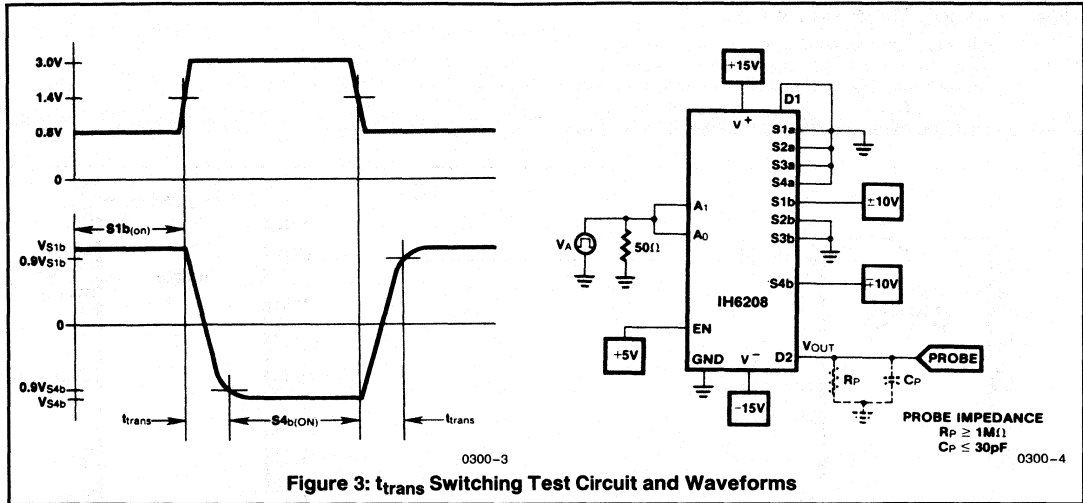 3.0V
1.4V
0.8V
0
S1b(on)
VS1b
0.9VS1b
0
0.9VS4b
VS4b
ttrans
S4b(ON)
ttrans
0300-3
+15V
D1
V+
S1a
S2a
S3a
S4a
S1b
±10V
S2b
S3b
A1
A0
VA
50Ω
S4b
∓10V
IH6208
EN
+5V
GND
V−
D2
VOUT
PROBE
RP
CP
−15V
PROBE IMPEDANCE
RP ≥ 1MΩ
CP ≤ 30pF
0300-4
Figure 3: ttrans Switching Test Circuit and Waveforms